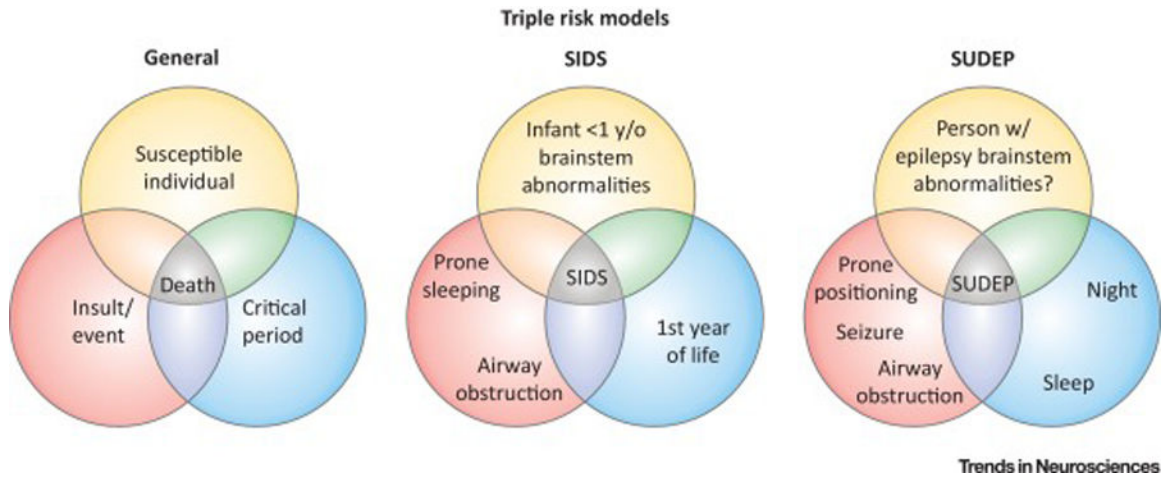 Triple risk models
General
Susceptible
individual
Insult/
event
Death
Critical
period
SIDS
Infant <1 y/o
brainstem
abnormalities
Prone
sleeping
SIDS
1st year
of life
Airway
obstruction
SUDEP
Person w/
epilepsy brainstem
abnormalities?
Prone
positioning
SUDEP
Night
Seizure
Airway
obstruction
Sleep
Trends in Neurosciences